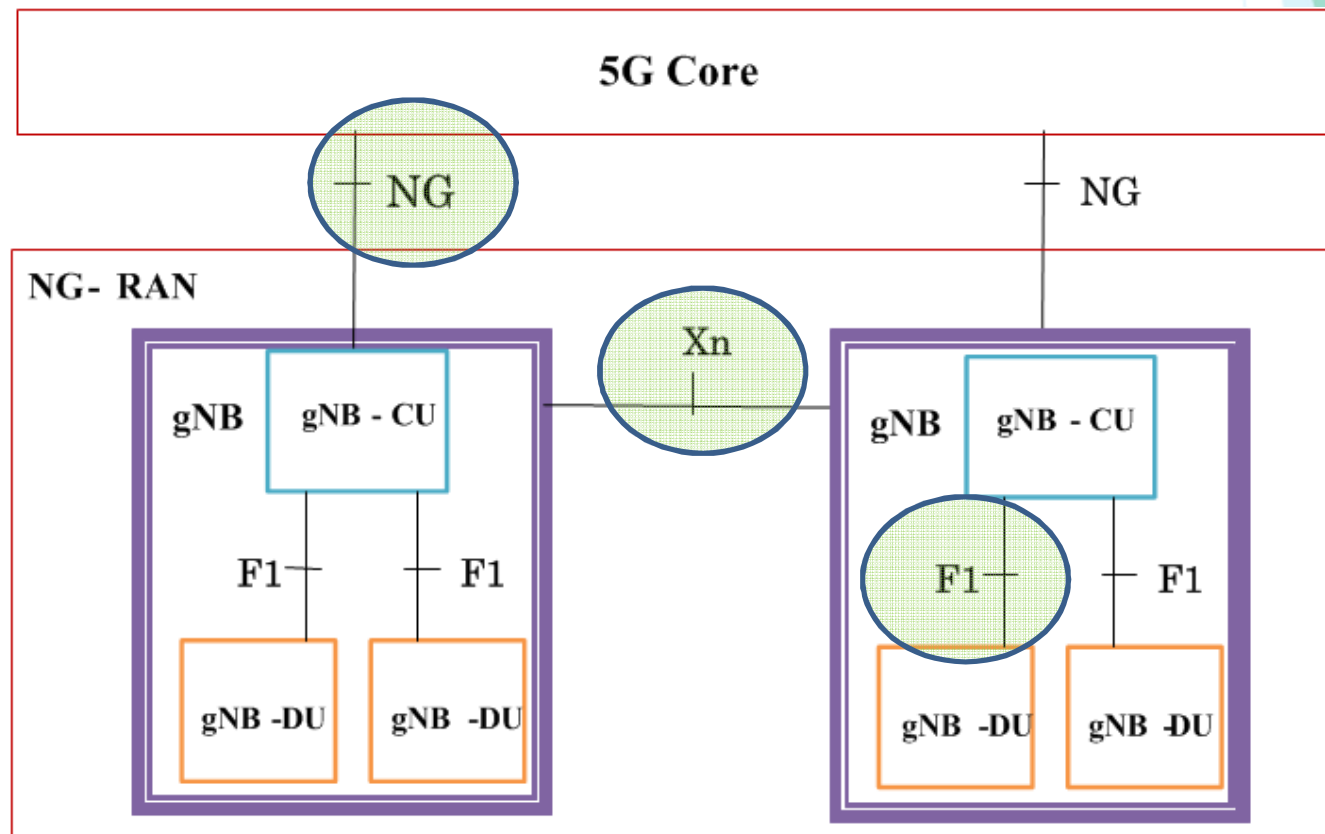 5G Core
NG
NG
NG- RAN
Xn
gNB
gNB - CU
gNB
gNB - CU
F1
F1
F1
F1
gNB -DU
gNB -DU
gNB -DU
gNB -DU